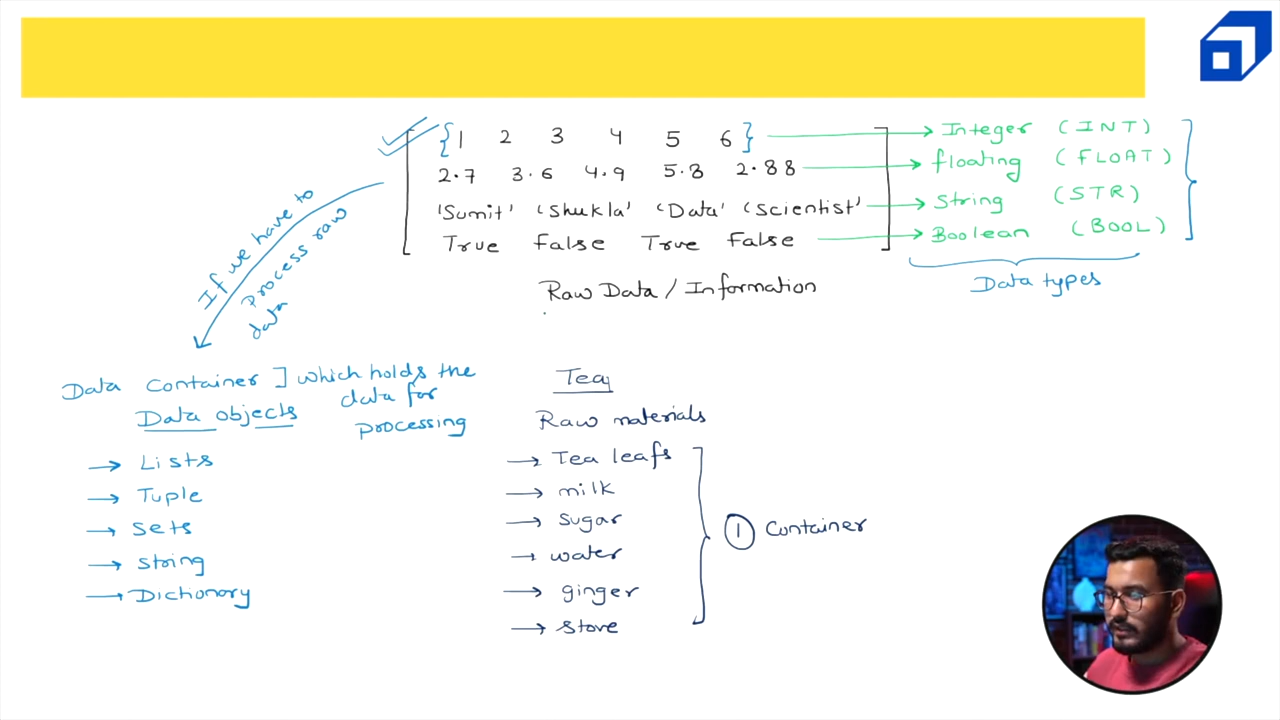 {1 2 3 4 5 6} → Integer (INT)
2.7 3.6 4.9 5.8 2.88 → floating (FLOAT)
'Sumit' 'Shukla' 'Data' 'Scientist' → String (STR)
True False True False → Boolean (BOOL)
Data types
Raw Data / Information
If we have to
process raw
data
Data Container ] which holds the
data for
processing
Data objects
→ Lists
→ Tuple
→ Sets
→ String
→ Dictionary
Tea
Raw materials
→ Tea leafs
→ milk
→ sugar
→ water
→ ginger
→ stove
1 Container